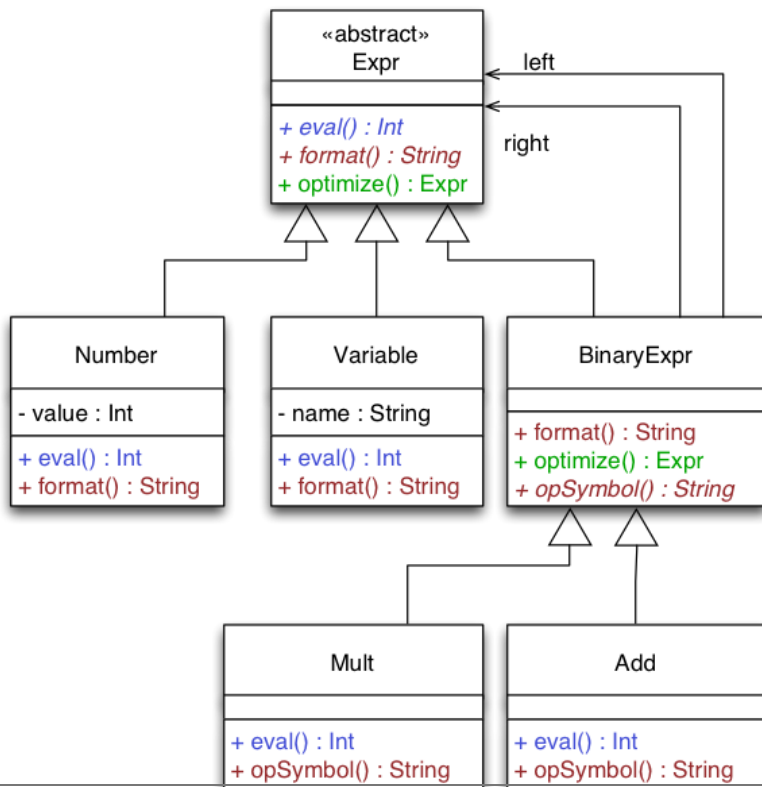 «abstract»
Expr
left
right
+ eval() : Int
+ format() : String
+ optimize() : Expr
Number
- value : Int
+ eval() : Int
+ format() : String
Variable
- name : String
+ eval() : Int
+ format() : String
BinaryExpr
+ format() : String
+ optimize() : Expr
+ opSymbol() : String
Mult
+ eval() : Int
+ opSymbol() : String
Add
+ eval() : Int
+ opSymbol() : String